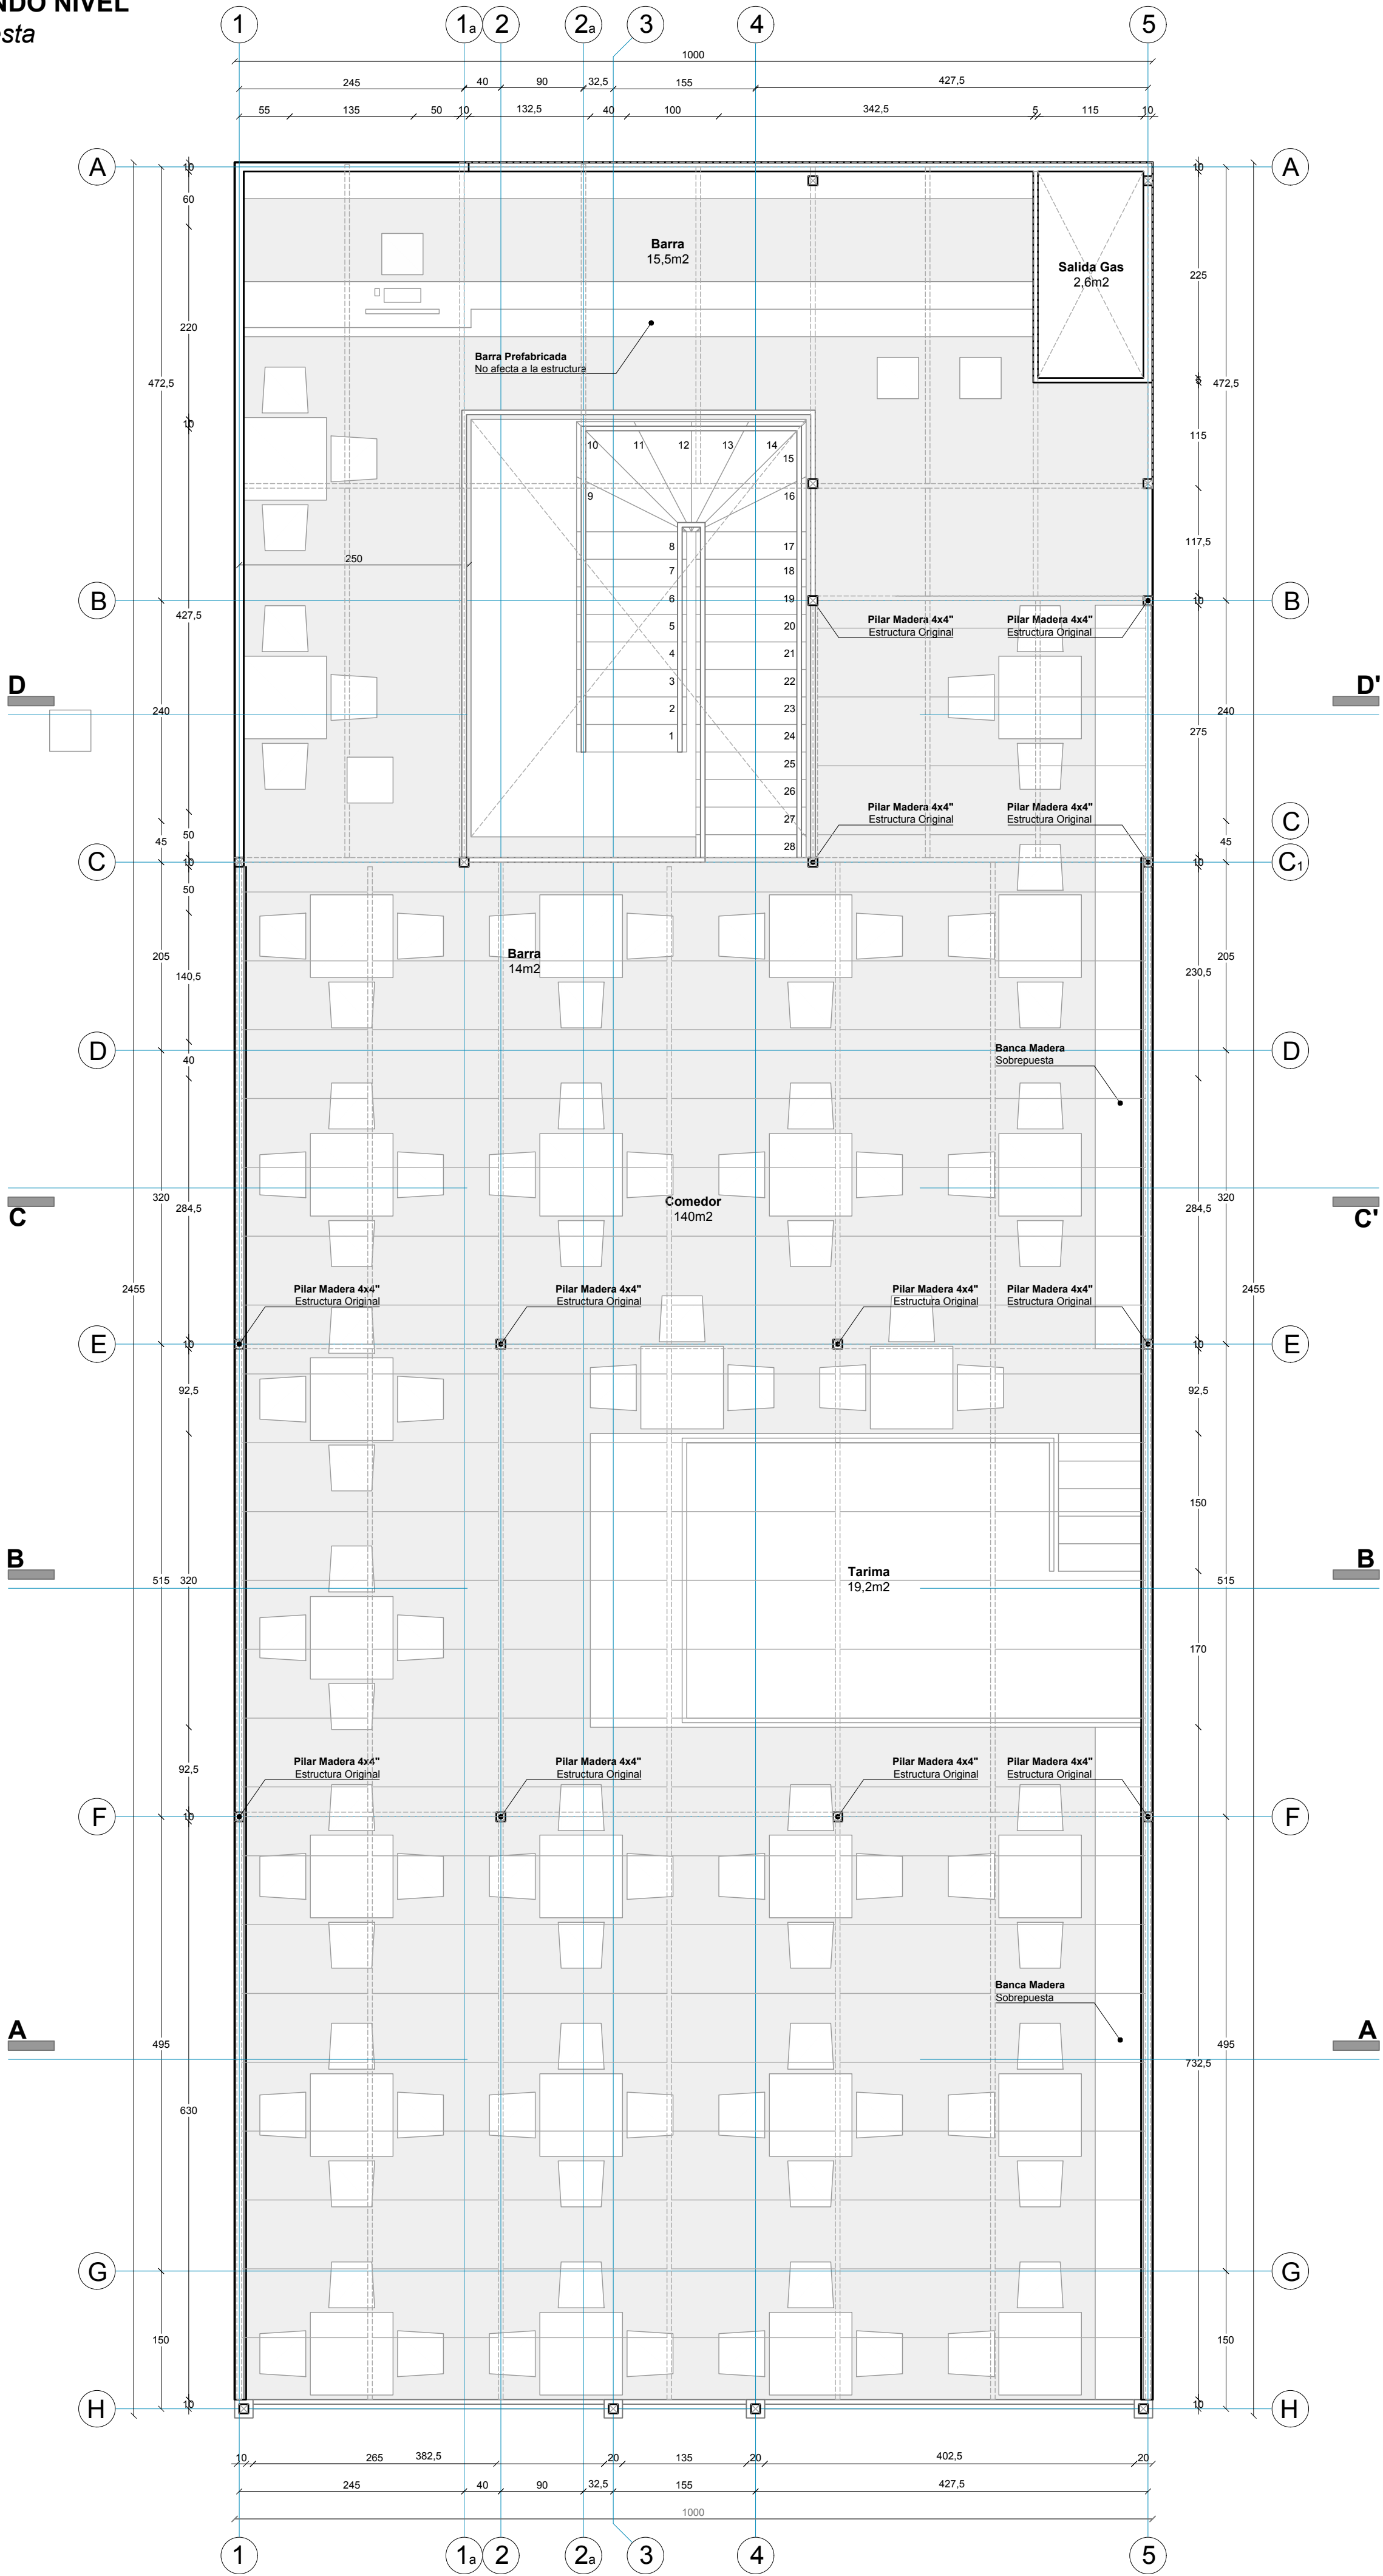 NDO NIVEL
esta
1
1a
2
2a
3
4
5
1000
245
40
90
32,5
155
427,5
55
135
50
10
132,5
40
100
342,5
5
115
10
A
10
10
A
60
Barra
15,5m2
Salida Gas
2,6m2
225
220
Barra Prefabricada
No afecta a la estructura
472,5
472,5
10
115
10
11
12
13
14
15
9
16
117,5
8
17
250
7
18
B
6
19
10
B
427,5
Pilar Madera 4x4"
Estructura Original
Pilar Madera 4x4"
Estructura Original
5
20
4
21
3
22
D
D'
240
2
23
240
275
1
24
25
26
Pilar Madera 4x4"
Estructura Original
Pilar Madera 4x4"
Estructura Original
27
C
45
50
28
45
C
10
10
C1
50
Barra
14m2
205
140,5
230,5
205
D
D
40
Banca Madera
Sobrepuesta
320
284,5
Comedor
140m2
284,5
320
C
C'
2455
2455
Pilar Madera 4x4"
Estructura Original
Pilar Madera 4x4"
Estructura Original
Pilar Madera 4x4"
Estructura Original
Pilar Madera 4x4"
Estructura Original
E
10
10
E
92,5
92,5
150
B
B
515
320
Tarima
19,2m2
515
170
92,5
Pilar Madera 4x4"
Estructura Original
Pilar Madera 4x4"
Estructura Original
Pilar Madera 4x4"
Estructura Original
Pilar Madera 4x4"
Estructura Original
F
10
F
Banca Madera
Sobrepuesta
A
A
495
495
732,5
630
G
G
150
150
H
10
10
H
10
265
382,5
20
135
20
402,5
20
245
40
90
32,5
155
427,5
1000
1
1a
2
2a
3
4
5